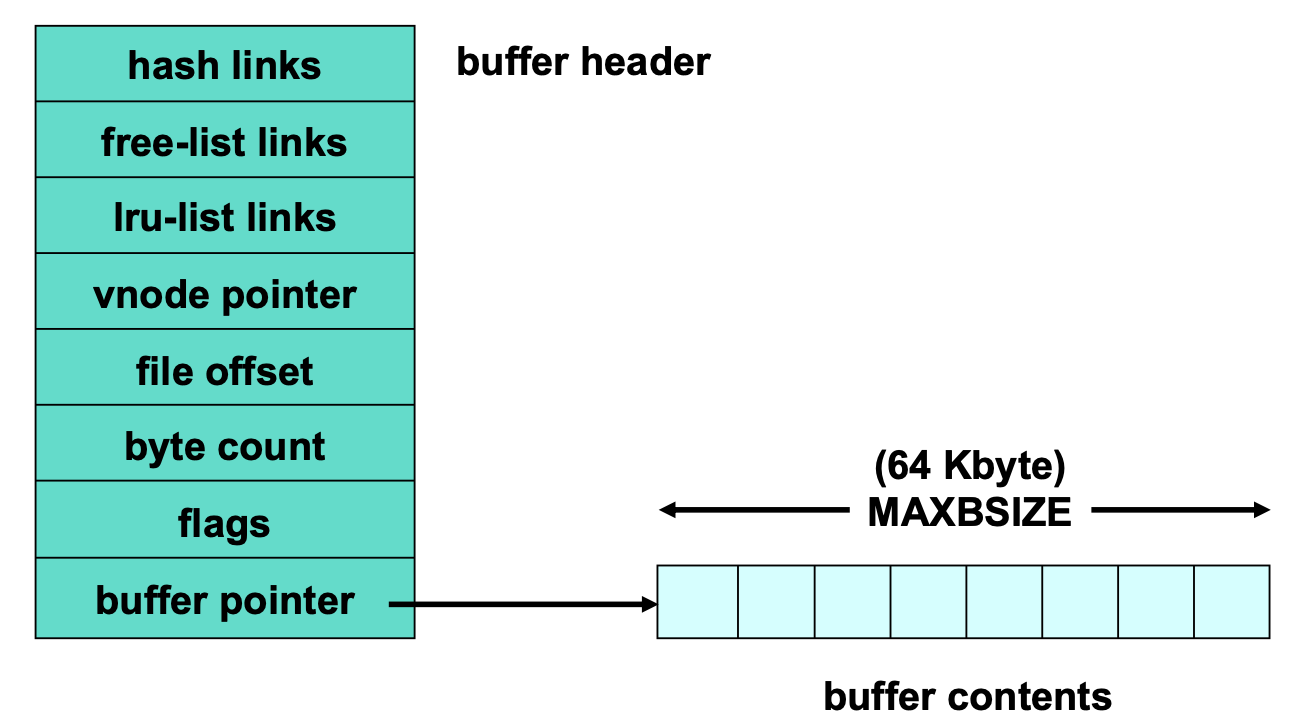 hash links
buffer header
free-list links
lru-list links
vnode pointer
file offset
byte count
flags
buffer pointer
(64 Kbyte)
MAXBSIZE
buffer contents